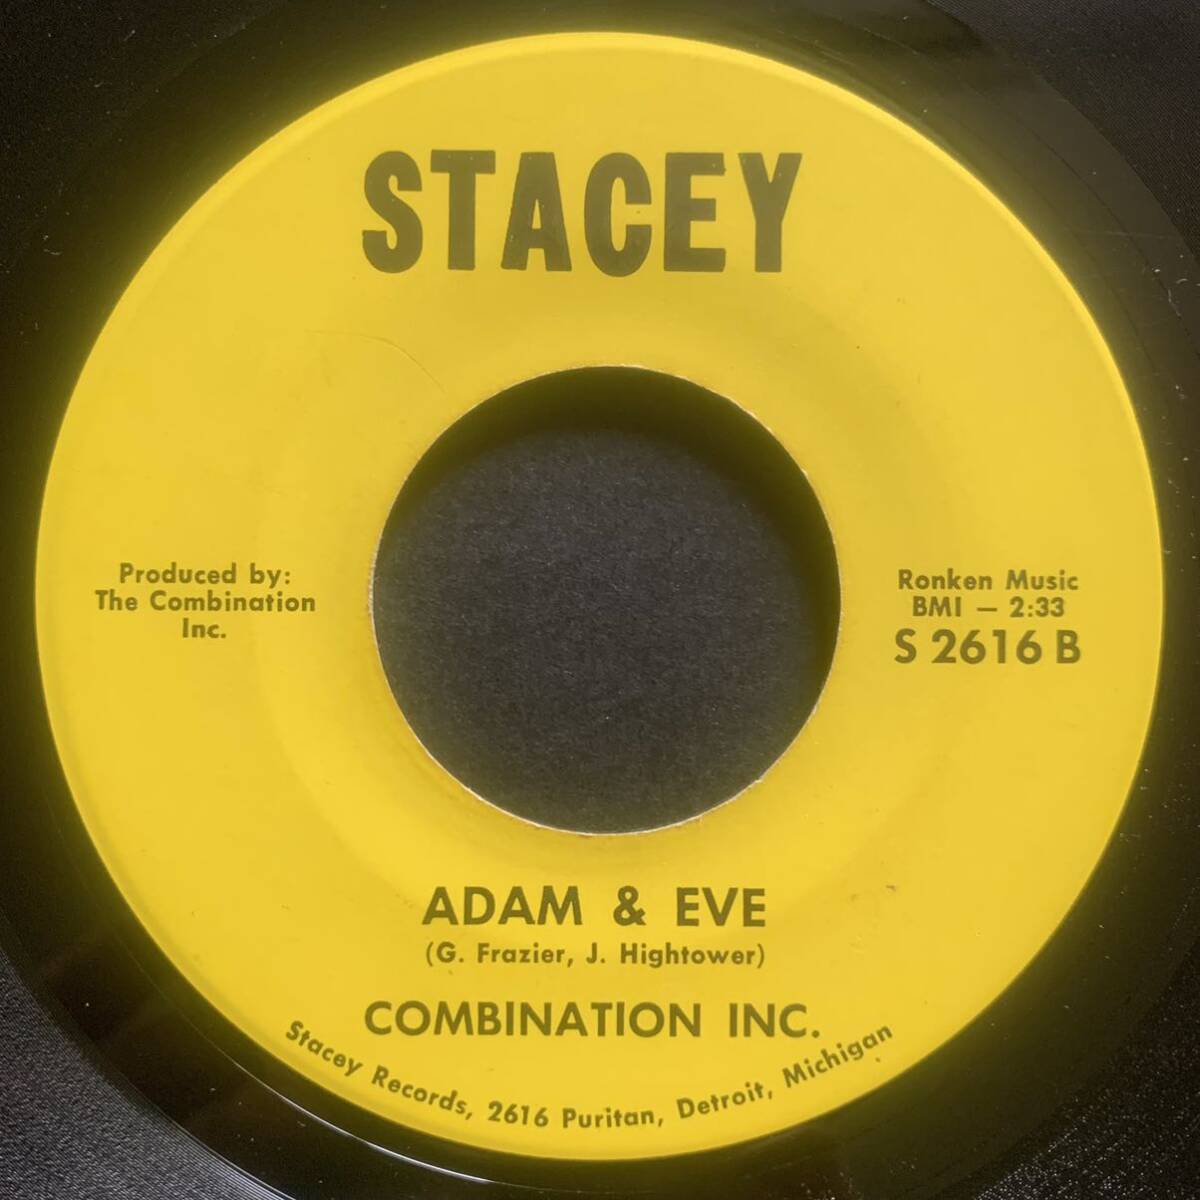 STACEY
Produced by:
The Combination
Inc.
Ronken Music
BMI — 2:33
S 2616 B
ADAM & EVE
(G. Frazier, J. Hightower)
COMBINATION INC.
Stacey Records, 2616 Puritan, Detroit, Michigan